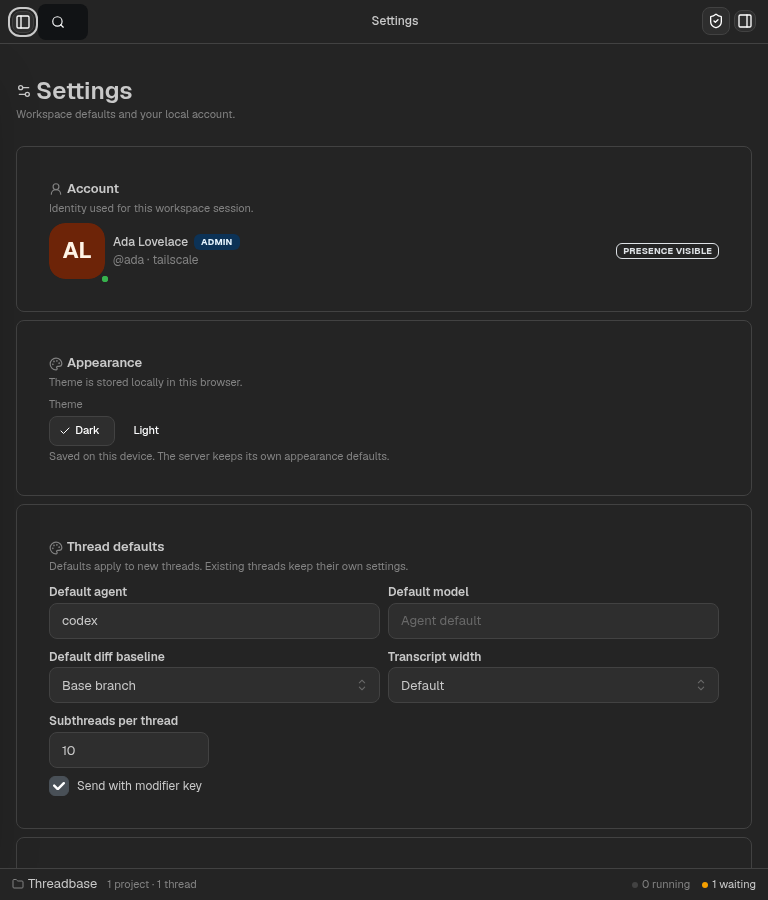 Settings
Settings
Workspace defaults and your local account.
Account
Identity used for this workspace session.
AL
Ada Lovelace ADMIN
@ada · tailscale
PRESENCE VISIBLE
Appearance
Theme is stored locally in this browser.
Theme
Dark Light
Saved on this device. The server keeps its own appearance defaults.
Thread defaults
Defaults apply to new threads. Existing threads keep their own settings.
Default agent Default model
codex Agent default
Default diff baseline Transcript width
Base branch Default
Subthreads per thread
10
Send with modifier key
Threadbase 1 project · 1 thread 0 running 1 waiting